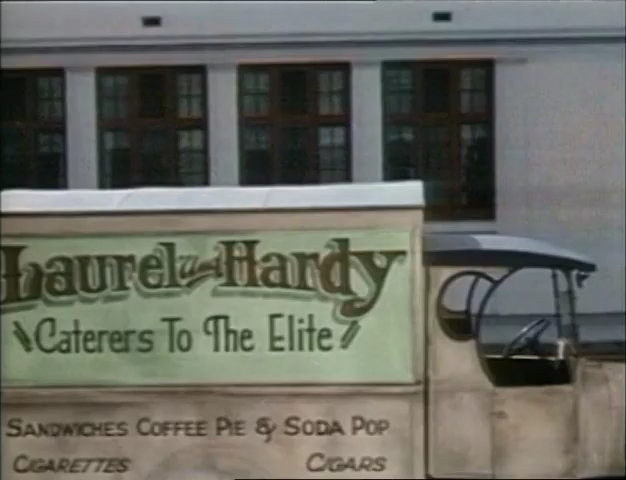 Laurel and Hardy
Caterers To The Elite
SANDWICHES COFFEE PIE & SODA POP
CIGARETTES CIGARS